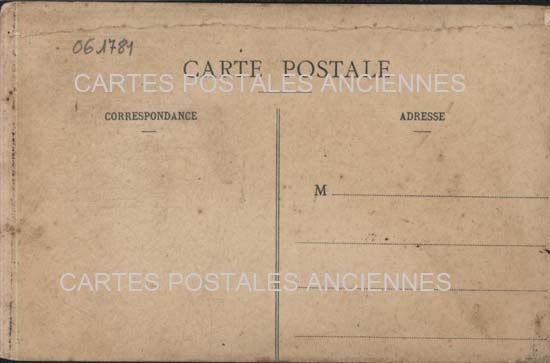 061781
CARTE POSTALE
CARTES POSTALES ANCIENNES
CORRESPONDANCE
ADRESSE
M
CARTES POSTALES ANCIENNES